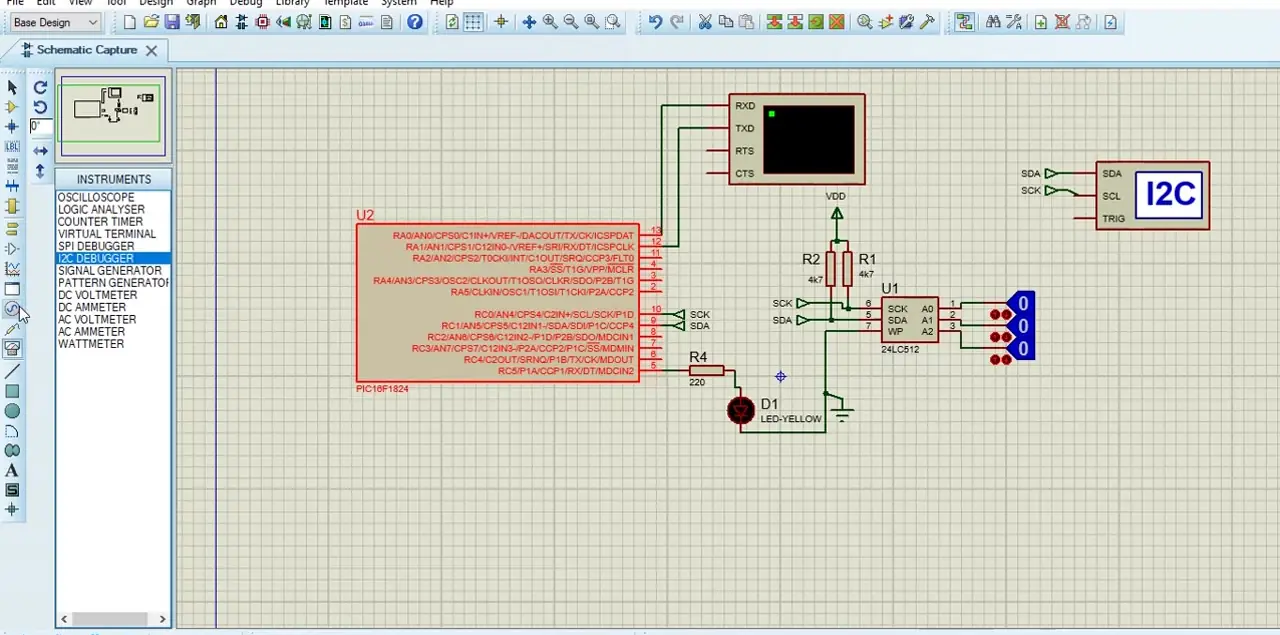 File Edit View Tool Design Graph Debug Library Template System Help
Base Design
Schematic Capture
0°
LBL
INSTRUMENTS
OSCILLOSCOPE
LOGIC ANALYSER
COUNTER TIMER
VIRTUAL TERMINAL
SPI DEBUGGER
I2C DEBUGGER
SIGNAL GENERATOR
PATTERN GENERATO
DC VOLTMETER
DC AMMETER
AC VOLTMETER
AC AMMETER
WATTMETER
A
S
RXD
TXD
RTS
CTS
SDA
SCK
SDA
SCL
TRIG
I2C
U2
RA0/AN0/CPS0/C1IN+/VREF-/DACOUT/TX/CK/ICSPDAT 13
RA1/AN1/CPS1/C12IN0-/VREF+/SRI/RX/DT/ICSPCLK 12
RA2/AN2/CPS2/T0CKI/INT/C1OUT/SRQ/CCP3/FLT0 11
RA3/SS/T1G/VPP/MCLR 4
RA4/AN3/CPS3/OSC2/CLKOUT/T1OSO/CLKR/SDO/P2B/T1G 3
RA5/CLKIN/OSC1/T1OSI/T1CKI/P2A/CCP2 2
RC0/AN4/CPS4/C2IN+/SCL/SCK/P1D 10 SCK
RC1/AN5/CPS5/C12IN1-/SDA/SDI/P1C/CCP4 9 SDA
RC2/AN6/CPS6/C12IN2-/P1D/P2B/SDO/MDCIN1 8
RC3/AN7/CPS7/C12IN3-/P2A/CCP2/P1C/SS/MDMIN 7
RC4/C2OUT/SRNQ/P1B/TX/CK/MDOUT 6
RC5/P1A/CCP1/RX/DT/MDCIN2 5
PIC16F1824
VDD
R2
4k7
R1
4k7
U1
SCK 6 SCK A0 1 0
SDA 5 SDA A1 2 0
7 WP A2 3 0
24LC512
R4
220
D1
LED-YELLOW